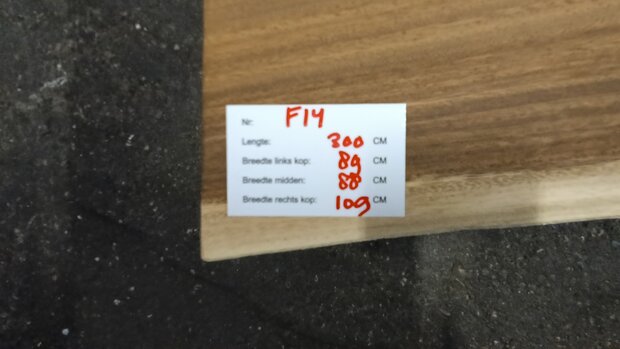 Nr: F14
Lengte: 300 CM
Breedte links kop: 89 CM
Breedte midden: 88 CM
Breedte rechts kop: 109 CM